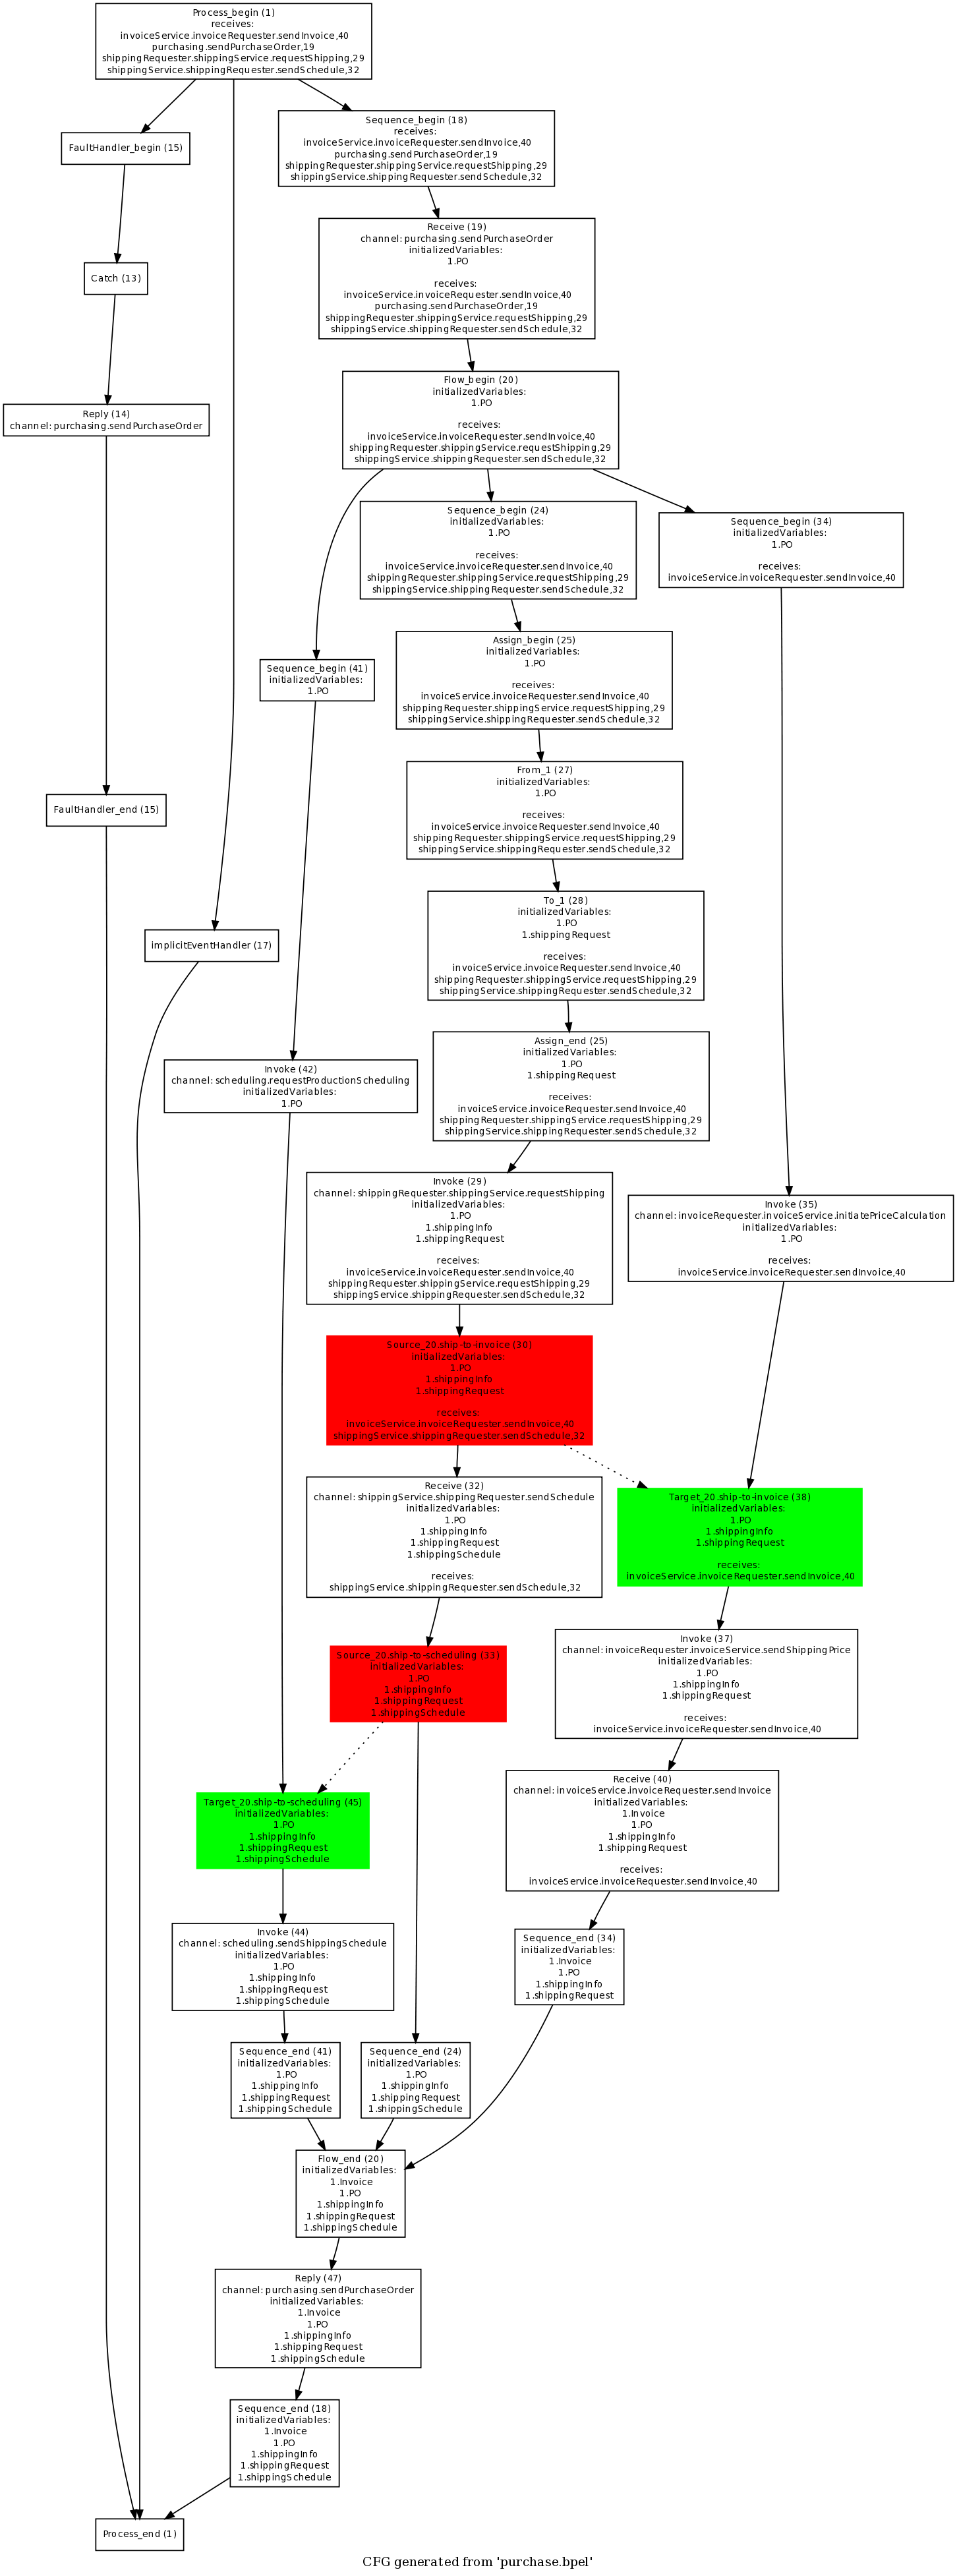 Process_begin (1)
receives:
invoiceService.invoiceRequester.sendInvoice,40
purchasing.sendPurchaseOrder,19
shippingRequester.shippingService.requestShipping,29
shippingService.shippingRequester.sendSchedule,32
Sequence_begin (18)
receives:
invoiceService.invoiceRequester.sendInvoice,40
purchasing.sendPurchaseOrder,19
shippingRequester.shippingService.requestShipping,29
shippingService.shippingRequester.sendSchedule,32
FaultHandler_begin (15)
Receive (19)
channel: purchasing.sendPurchaseOrder
initializedVariables:
1.PO
receives:
invoiceService.invoiceRequester.sendInvoice,40
purchasing.sendPurchaseOrder,19
shippingRequester.shippingService.requestShipping,29
shippingService.shippingRequester.sendSchedule,32
Catch (13)
Flow_begin (20)
initializedVariables:
1.PO
receives:
invoiceService.invoiceRequester.sendInvoice,40
shippingRequester.shippingService.requestShipping,29
shippingService.shippingRequester.sendSchedule,32
Reply (14)
channel: purchasing.sendPurchaseOrder
Sequence_begin (24)
initializedVariables:
1.PO
receives:
invoiceService.invoiceRequester.sendInvoice,40
shippingRequester.shippingService.requestShipping,29
shippingService.shippingRequester.sendSchedule,32
Sequence_begin (34)
initializedVariables:
1.PO
receives:
invoiceService.invoiceRequester.sendInvoice,40
Assign_begin (25)
initializedVariables:
1.PO
receives:
invoiceService.invoiceRequester.sendInvoice,40
shippingRequester.shippingService.requestShipping,29
shippingService.shippingRequester.sendSchedule,32
Sequence_begin (41)
initializedVariables:
1.PO
From_1 (27)
initializedVariables:
1.PO
receives:
invoiceService.invoiceRequester.sendInvoice,40
shippingRequester.shippingService.requestShipping,29
shippingService.shippingRequester.sendSchedule,32
FaultHandler_end (15)
To_1 (28)
initializedVariables:
1.PO
1.shippingRequest
receives:
invoiceService.invoiceRequester.sendInvoice,40
shippingRequester.shippingService.requestShipping,29
shippingService.shippingRequester.sendSchedule,32
implicitEventHandler (17)
Assign_end (25)
initializedVariables:
1.PO
1.shippingRequest
receives:
invoiceService.invoiceRequester.sendInvoice,40
shippingRequester.shippingService.requestShipping,29
shippingService.shippingRequester.sendSchedule,32
Invoke (42)
channel: scheduling.requestProductionScheduling
initializedVariables:
1.PO
Invoke (29)
channel: shippingRequester.shippingService.requestShipping
initializedVariables:
1.PO
1.shippingInfo
1.shippingRequest
receives:
invoiceService.invoiceRequester.sendInvoice,40
shippingRequester.shippingService.requestShipping,29
shippingService.shippingRequester.sendSchedule,32
Invoke (35)
channel: invoiceRequester.invoiceService.initiatePriceCalculation
initializedVariables:
1.PO
receives:
invoiceService.invoiceRequester.sendInvoice,40
Source_20.ship-to-invoice (30)
initializedVariables:
1.PO
1.shippingInfo
1.shippingRequest
receives:
invoiceService.invoiceRequester.sendInvoice,40
shippingService.shippingRequester.sendSchedule,32
Receive (32)
channel: shippingService.shippingRequester.sendSchedule
initializedVariables:
1.PO
1.shippingInfo
1.shippingRequest
1.shippingSchedule
receives:
shippingService.shippingRequester.sendSchedule,32
Target_20.ship-to-invoice (38)
initializedVariables:
1.PO
1.shippingInfo
1.shippingRequest
receives:
invoiceService.invoiceRequester.sendInvoice,40
Invoke (37)
channel: invoiceRequester.invoiceService.sendShippingPrice
initializedVariables:
1.PO
1.shippingInfo
1.shippingRequest
receives:
invoiceService.invoiceRequester.sendInvoice,40
Source_20.ship-to-scheduling (33)
initializedVariables:
1.PO
1.shippingInfo
1.shippingRequest
1.shippingSchedule
Receive (40)
channel: invoiceService.invoiceRequester.sendInvoice
initializedVariables:
1.Invoice
1.PO
1.shippingInfo
1.shippingRequest
receives:
invoiceService.invoiceRequester.sendInvoice,40
Target_20.ship-to-scheduling (45)
initializedVariables:
1.PO
1.shippingInfo
1.shippingRequest
1.shippingSchedule
Invoke (44)
channel: scheduling.sendShippingSchedule
initializedVariables:
1.PO
1.shippingInfo
1.shippingRequest
1.shippingSchedule
Sequence_end (34)
initializedVariables:
1.Invoice
1.PO
1.shippingInfo
1.shippingRequest
Sequence_end (41)
initializedVariables:
1.PO
1.shippingInfo
1.shippingRequest
1.shippingSchedule
Sequence_end (24)
initializedVariables:
1.PO
1.shippingInfo
1.shippingRequest
1.shippingSchedule
Flow_end (20)
initializedVariables:
1.Invoice
1.PO
1.shippingInfo
1.shippingRequest
1.shippingSchedule
Reply (47)
channel: purchasing.sendPurchaseOrder
initializedVariables:
1.Invoice
1.PO
1.shippingInfo
1.shippingRequest
1.shippingSchedule
Sequence_end (18)
initializedVariables:
1.Invoice
1.PO
1.shippingInfo
1.shippingRequest
1.shippingSchedule
Process_end (1)
CFG generated from 'purchase.bpel'